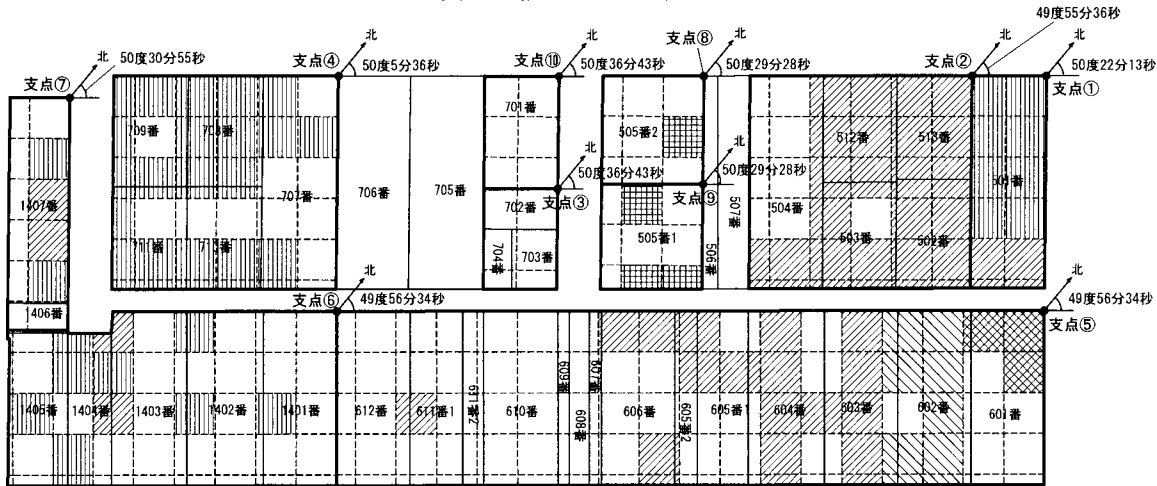 49度55分36秒
北 北 北 北 北 北 北
支点⑦ 50度30分55秒 支点④ 50度5分36秒 支点⑩ 50度36分43秒 支点⑧ 50度29分28秒 支点② 50度22分13秒
支点①
709番 708番 701番 505番2 512番 513番 501番
北 50度36分43秒 北 50度29分28秒
支点③ 支点⑨
1407番 707番 706番 705番 702番 507番 504番
711番 710番 704番 703番 505番1 506番 503番 502番
北 北
1406番 支点⑥ 49度56分34秒 49度56分34秒
支点⑤
609番 607番
1405番 1404番 1403番 1402番 1401番 612番 611番1 610番 606番 605番1 604番 603番 602番 601番
611番2 608番 605番2